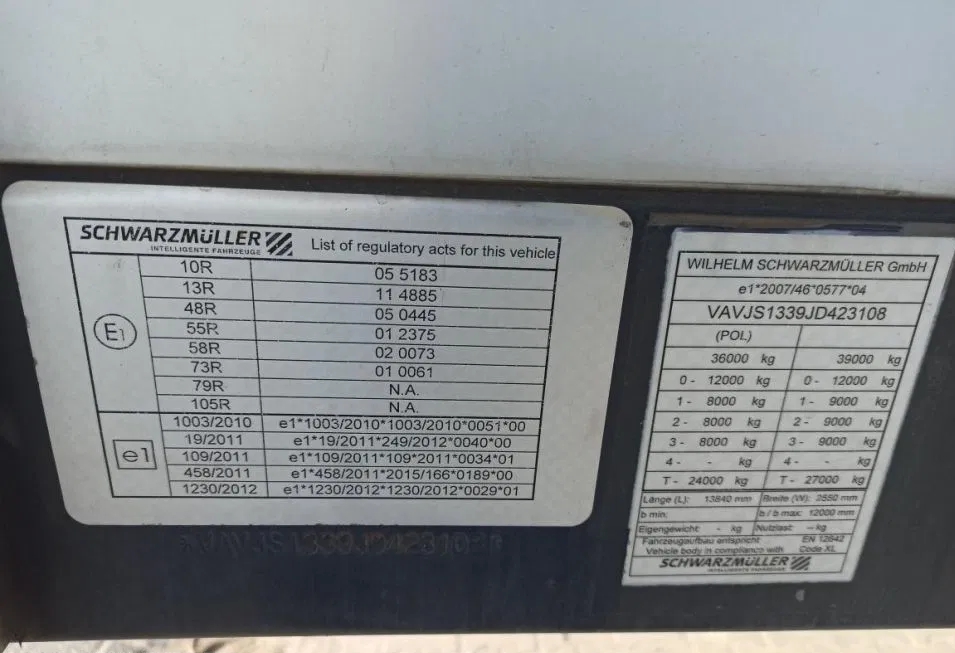 SCHWARZMÜLLER
INTELLIGENTE FAHRZEUGE
List of regulatory acts for this vehicle
E1
10R 05 5183
13R 11 4885
48R 05 0445
55R 01 2375
58R 02 0073
73R 01 0061
79R N.A.
105R N.A.
e1
1003/2010 e1*1003/2010*1003/2010*0051*00
19/2011 e1*19/2011*249/2012*0040*00
109/2011 e1*109/2011*109/2011*0034*01
458/2011 e1*458/2011*2015/166*0189*00
1230/2012 e1*1230/2012*1230/2012*0029*01
WILHELM SCHWARZMÜLLER GmbH
e1*2007/46*0577*04
VAVJS1339JD423108
(POL)
36000 kg 39000 kg
0 - 12000 kg 0 - 12000 kg
1 - 8000 kg 1 - 9000 kg
2 - 8000 kg 2 - 9000 kg
3 - 8000 kg 3 - 9000 kg
4 - - kg 4 - - kg
T - 24000 kg T - 27000 kg
Länge (L): 13840 mm Breite (W): 2550 mm
b min: b / b max: 12000 mm
Eigengewicht: - kg Nutzlast: - kg
Fahrzeugaufbau entspricht EN 12642
Vehicle body in compliance with Code XL
SCHWARZMÜLLER
INTELLIGENTE FAHRZEUGE